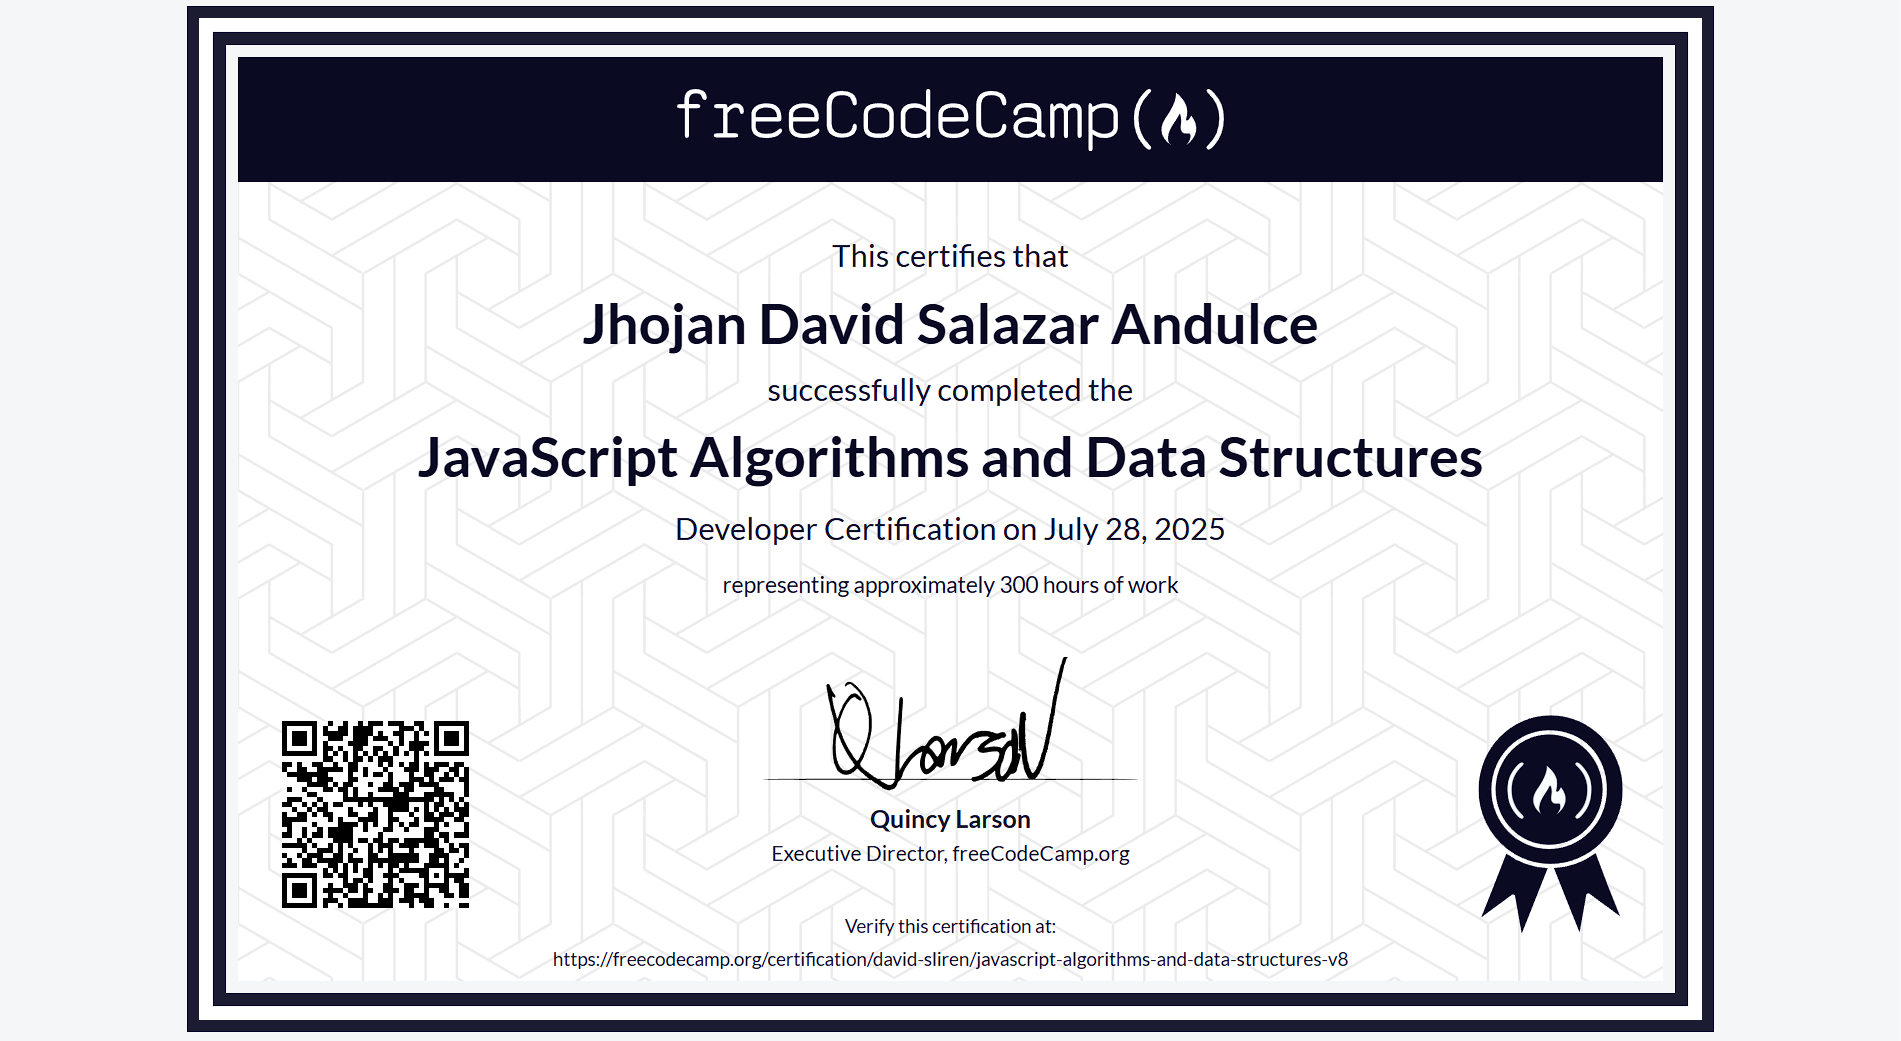 freeCodeCamp
This certifies that
Jhojan David Salazar Andulce
successfully completed the
JavaScript Algorithms and Data Structures
Developer Certification on July 28, 2025
representing approximately 300 hours of work
Q Larson
Quincy Larson
Executive Director, freeCodeCamp.org
Verify this certification at:
https://freecodecamp.org/certification/david-sliren/javascript-algorithms-and-data-structures-v8